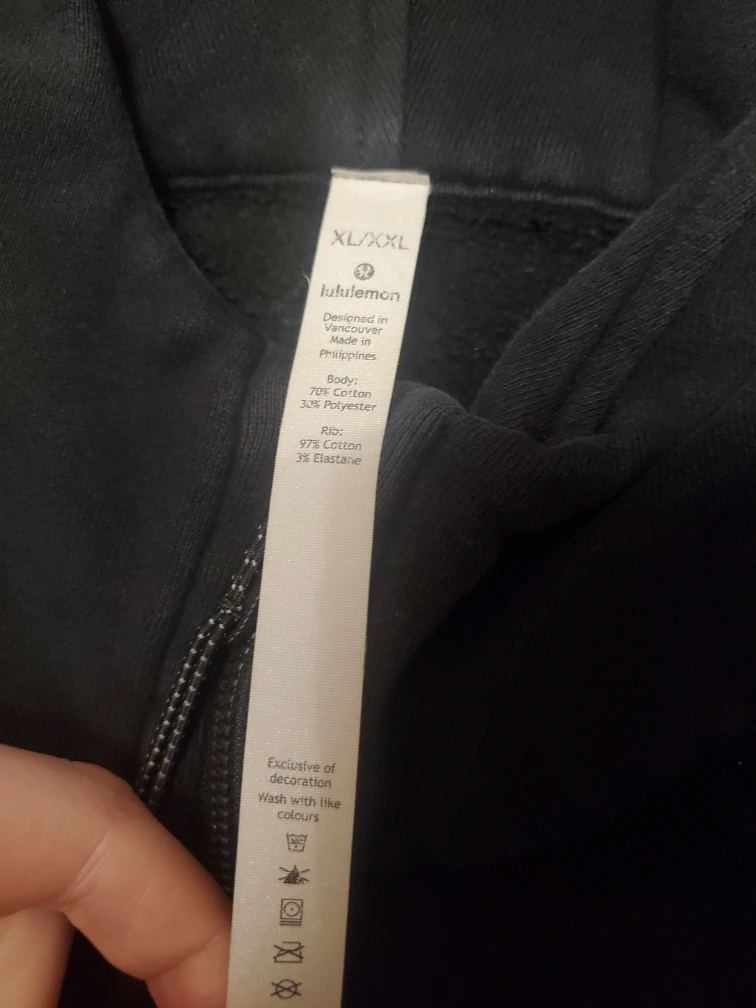 XL/XXL
lululemon
Designed in
Vancouver
Made in
Philippines
Body:
70% Cotton
30% Polyester
Rib:
97% Cotton
3% Elastane
Exclusive of
decoration
Wash with like
colours